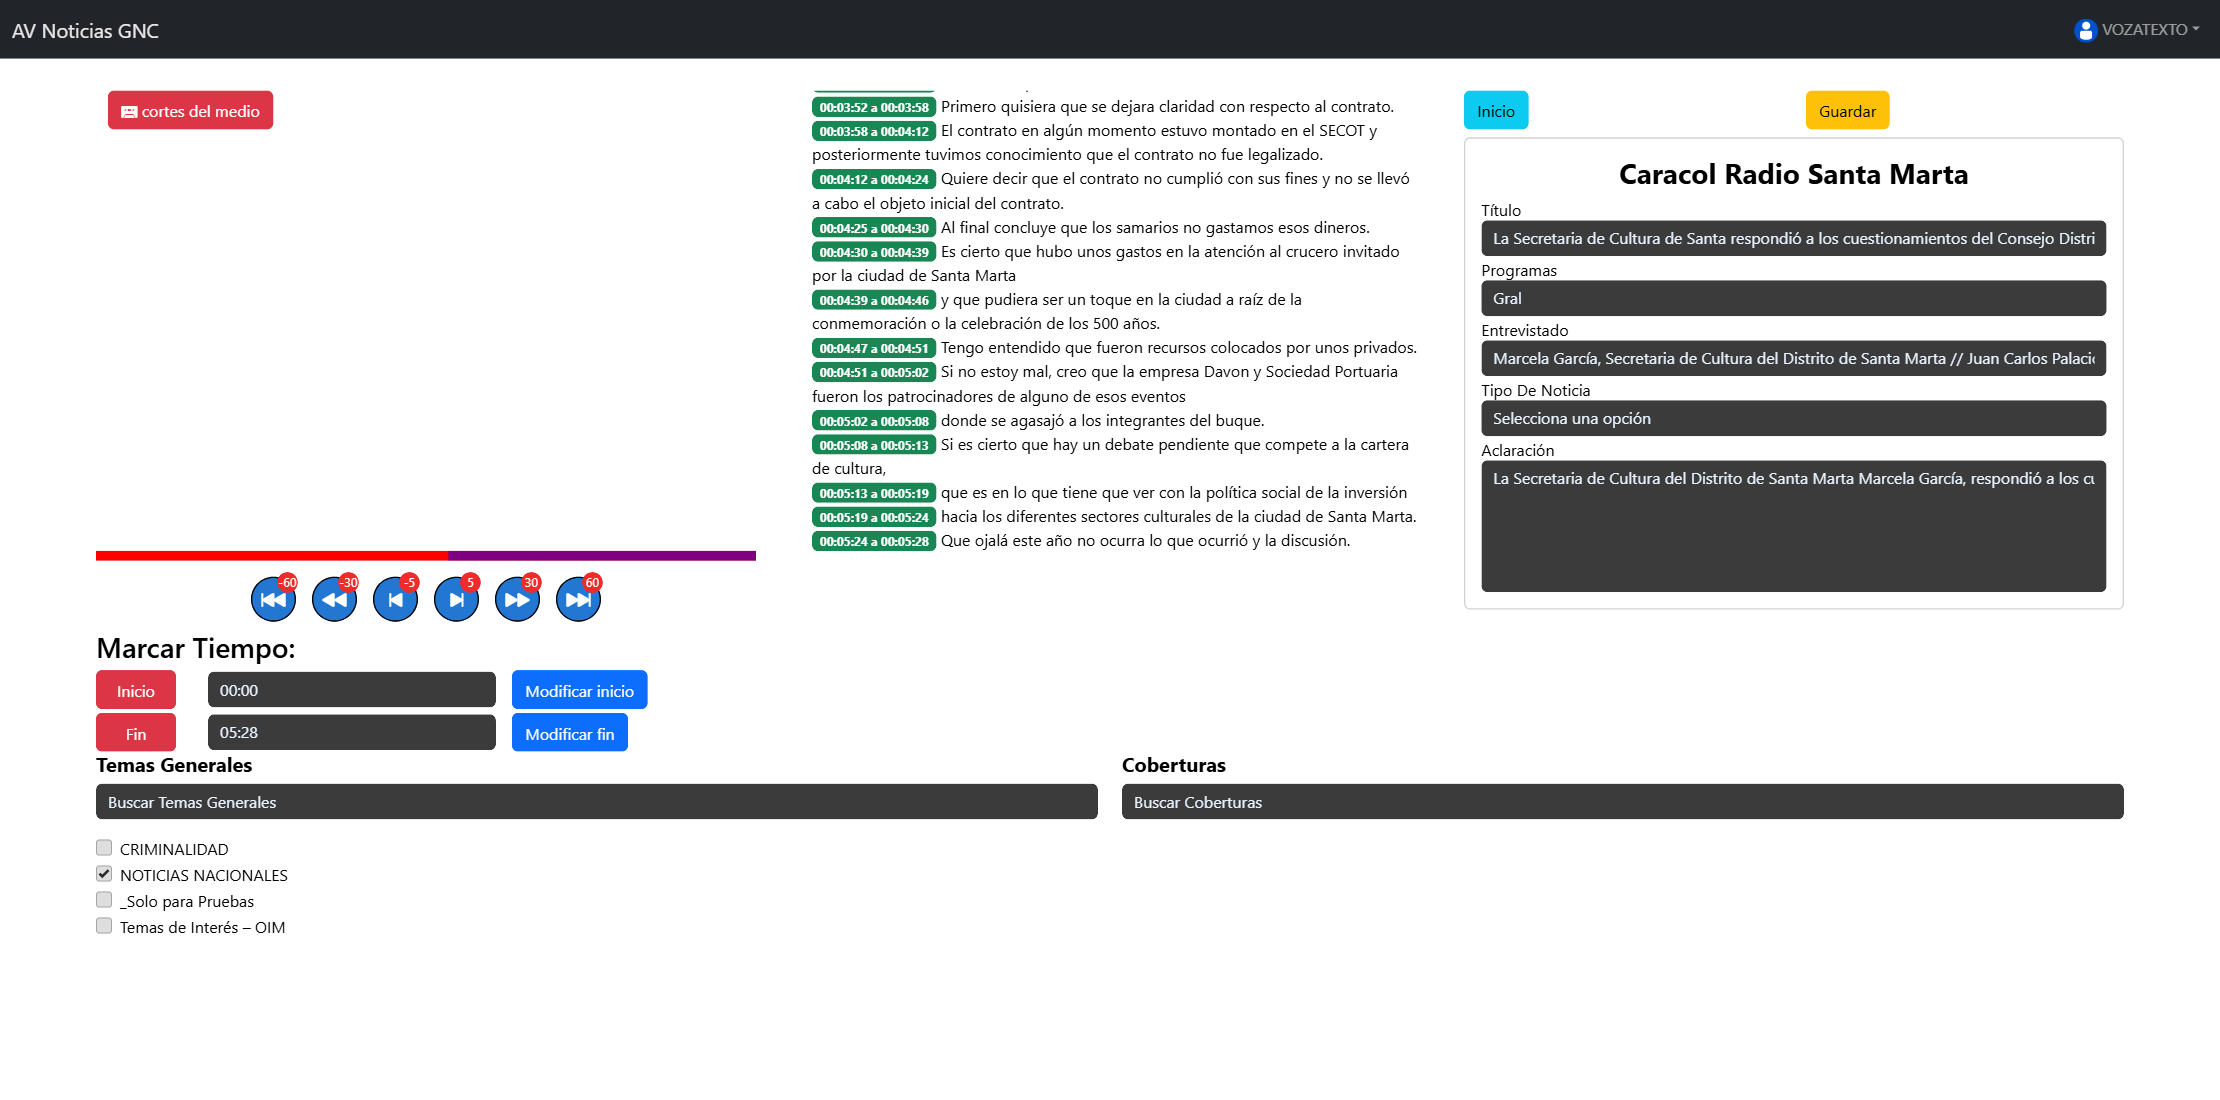 AV Noticias GNC
VOZATEXTO
cortes del medio
00:03:52 a 00:03:58 Primero quisiera que se dejara claridad con respecto al contrato.
00:03:58 a 00:04:12 El contrato en algún momento estuvo montado en el SECOT y
posteriormente tuvimos conocimiento que el contrato no fue legalizado.
00:04:12 a 00:04:24 Quiere decir que el contrato no cumplió con sus fines y no se llevó
a cabo el objeto inicial del contrato.
00:04:25 a 00:04:30 Al final concluye que los samarios no gastamos esos dineros.
00:04:30 a 00:04:39 Es cierto que hubo unos gastos en la atención al crucero invitado
por la ciudad de Santa Marta
00:04:39 a 00:04:46 y que pudiera ser un toque en la ciudad a raíz de la
conmemoración o la celebración de los 500 años.
00:04:47 a 00:04:51 Tengo entendido que fueron recursos colocados por unos privados.
00:04:51 a 00:05:02 Si no estoy mal, creo que la empresa Davon y Sociedad Portuaria
fueron los patrocinadores de alguno de esos eventos
00:05:02 a 00:05:08 donde se agasajó a los integrantes del buque.
00:05:08 a 00:05:13 Si es cierto que hay un debate pendiente que compete a la cartera
de cultura,
00:05:13 a 00:05:19 que es en lo que tiene que ver con la política social de la inversión
00:05:19 a 00:05:24 hacia los diferentes sectores culturales de la ciudad de Santa Marta.
00:05:24 a 00:05:28 Que ojalá este año no ocurra lo que ocurrió y la discusión.
Inicio
Guardar
Caracol Radio Santa Marta
Título
La Secretaria de Cultura de Santa respondió a los cuestionamientos del Consejo Distri
Programas
Gral
Entrevistado
Marcela García, Secretaria de Cultura del Distrito de Santa Marta // Juan Carlos Palacio
Tipo De Noticia
Selecciona una opción
Aclaración
La Secretaria de Cultura del Distrito de Santa Marta Marcela García, respondió a los cu
-60
-30
-5
5
30
60
Marcar Tiempo:
Inicio
00:00
Modificar inicio
Fin
05:28
Modificar fin
Temas Generales
Buscar Temas Generales
CRIMINALIDAD
NOTICIAS NACIONALES
_Solo para Pruebas
Temas de Interés – OIM
Coberturas
Buscar Coberturas